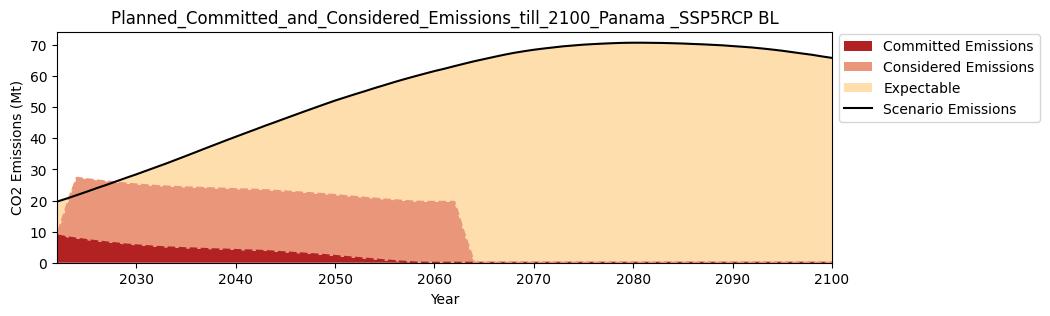 Planned_Committed_and_Considered_Emissions_till_2100_Panama _SSP5RCP BL
CO2 Emissions (Mt)
70
60
50
40
30
20
10
0
2030 2040 2050 2060 2070 2080 2090 2100
Year
Committed Emissions
Considered Emissions
Expectable
Scenario Emissions